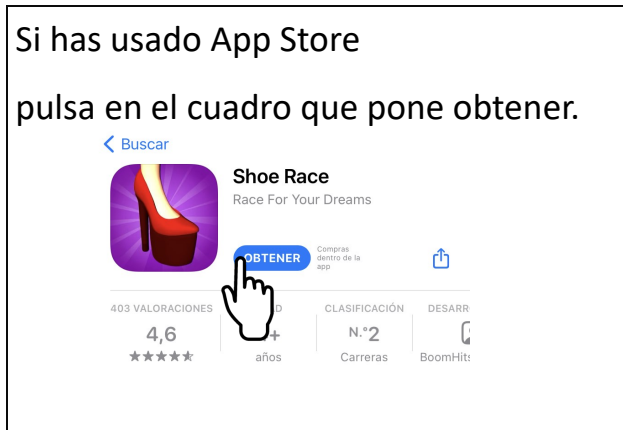 Si has usado App Store
pulsa en el cuadro que pone obtener.
Buscar
Shoe Race
Race For Your Dreams
OBTENER
Compras
dentro de la
app
403 VALORACIONES
CLASIFICACIÓN
4,6
N.º2
años
Carreras
BoomHits